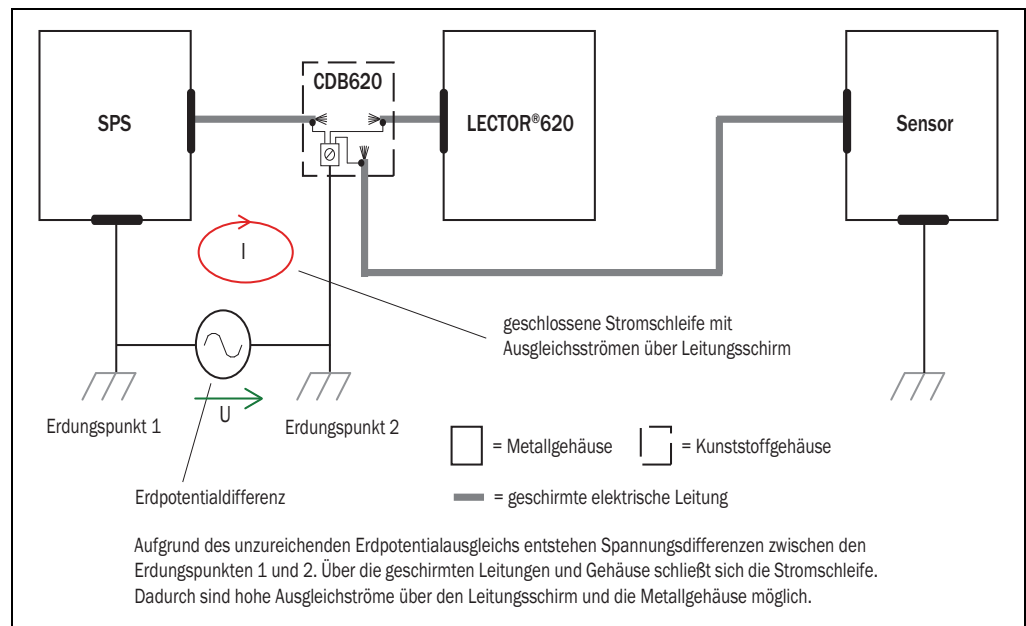 SPS
CDB620
LECTOR®620
Sensor
I
geschlossene Stromschleife mit
Ausgleichsströmen über Leitungsschirm
U
Erdungspunkt 1
Erdungspunkt 2
= Metallgehäuse
= Kunststoffgehäuse
Erdpotentialdifferenz
= geschirmte elektrische Leitung
Aufgrund des unzureichenden Erdpotentialausgleichs entstehen Spannungsdifferenzen zwischen den
Erdungspunkten 1 und 2. Über die geschirmten Leitungen und Gehäuse schließt sich die Stromschleife.
Dadurch sind hohe Ausgleichströme über den Leitungsschirm und die Metallgehäuse möglich.